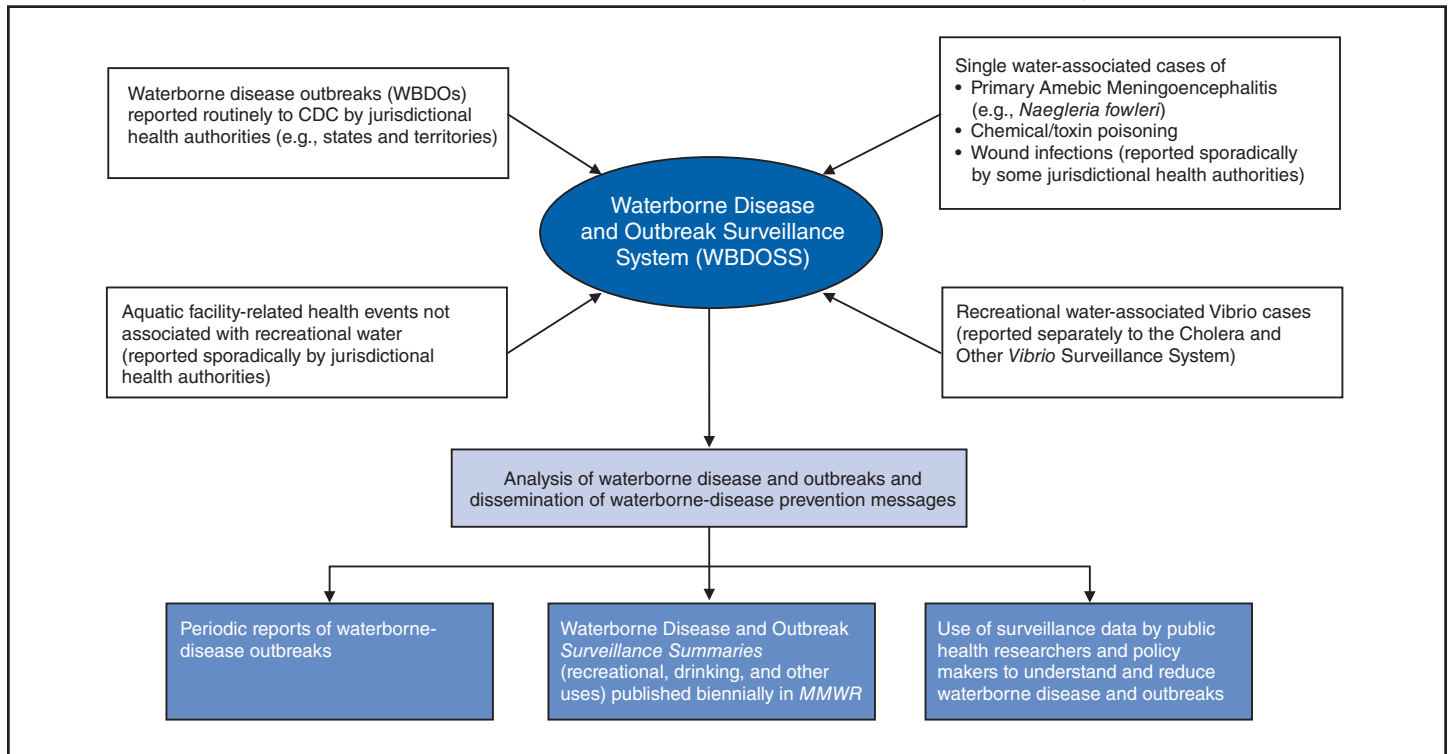 Waterborne disease outbreaks (WBDOs)
reported routinely to CDC by jurisdictional
health authorities (e.g., states and territories)
Single water-associated cases of
• Primary Amebic Meningoencephalitis
(e.g., Naegleria fowleri)
• Chemical/toxin poisoning
• Wound infections (reported sporadically
by some jurisdictional health authorities)
Waterborne Disease
and Outbreak Surveillance
System (WBDOSS)
Aquatic facility-related health events not
associated with recreational water
(reported sporadically by jurisdictional
health authorities)
Recreational water-associated Vibrio cases
(reported separately to the Cholera and
Other Vibrio Surveillance System)
Analysis of waterborne disease and outbreaks and
dissemination of waterborne-disease prevention messages
Periodic reports of waterborne-
disease outbreaks
Waterborne Disease and Outbreak
Surveillance Summaries
(recreational, drinking, and other
uses) published biennially in MMWR
Use of surveillance data by public
health researchers and policy
makers to understand and reduce
waterborne disease and outbreaks